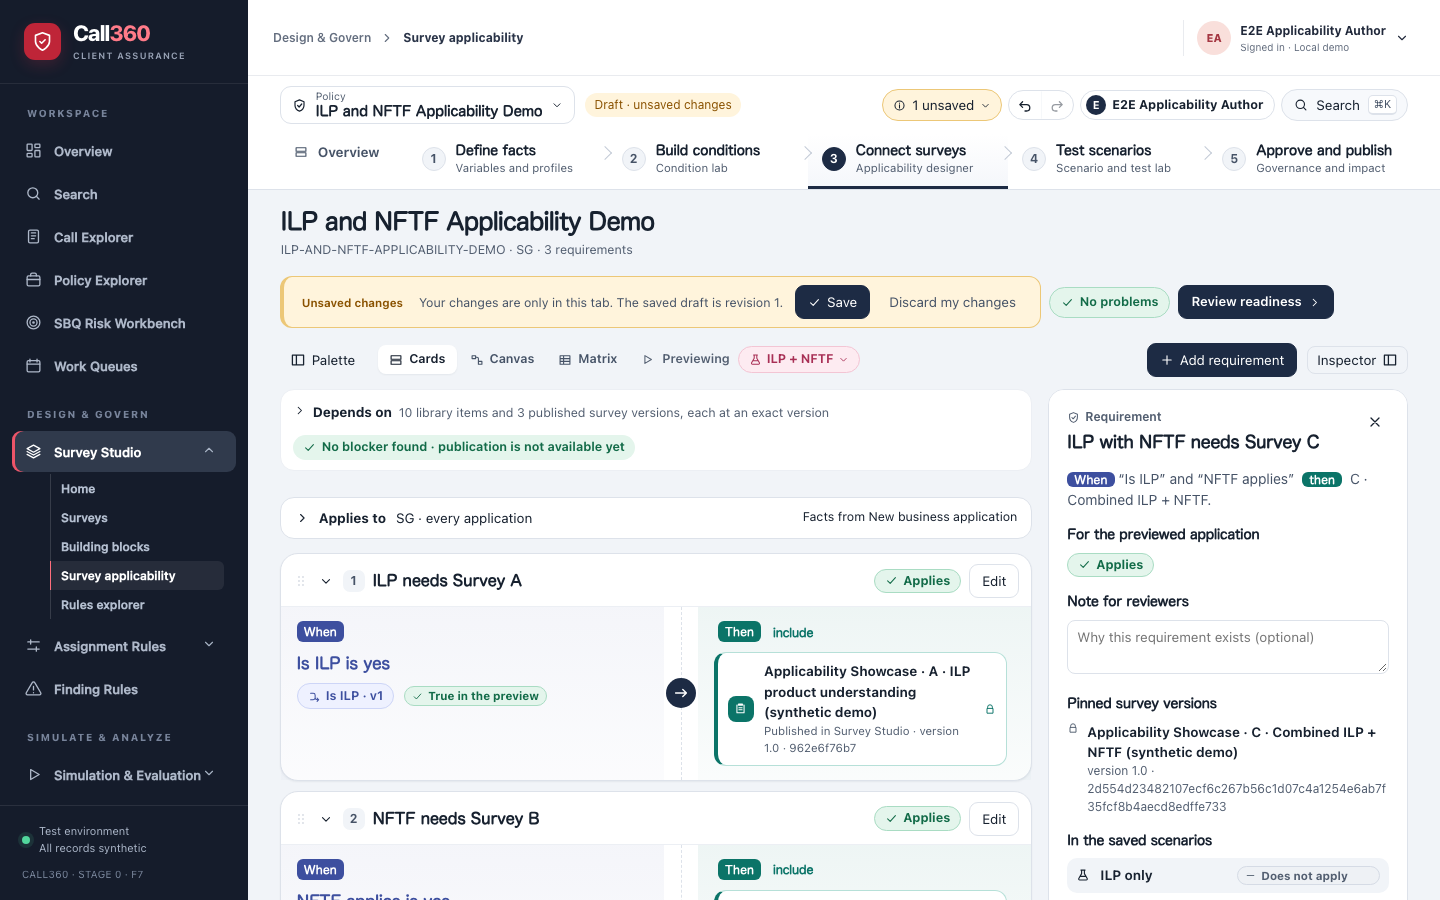 Call360
CLIENT ASSURANCE
WORKSPACE
Overview
Search
Call Explorer
Policy Explorer
SBQ Risk Workbench
Work Queues
DESIGN & GOVERN
Survey Studio
Home
Surveys
Building blocks
Survey applicability
Rules explorer
Assignment Rules
Finding Rules
SIMULATE & ANALYZE
Simulation & Evaluation
Test environment
All records synthetic
CALL360 · STAGE 0 · F7
Design & Govern > Survey applicability
EA
E2E Applicability Author
Signed in · Local demo
Policy
ILP and NFTF Applicability Demo
Draft · unsaved changes
1 unsaved
E E2E Applicability Author
Search ⌘K
Overview
1 Define facts
Variables and profiles
2 Build conditions
Condition lab
3 Connect surveys
Applicability designer
4 Test scenarios
Scenario and test lab
5 Approve and publish
Governance and impact
ILP and NFTF Applicability Demo
ILP-AND-NFTF-APPLICABILITY-DEMO · SG · 3 requirements
Unsaved changes Your changes are only in this tab. The saved draft is revision 1. Save Discard my changes
No problems
Review readiness
Palette
Cards
Canvas
Matrix
Previewing
ILP + NFTF
+ Add requirement
Inspector
Depends on 10 library items and 3 published survey versions, each at an exact version
No blocker found · publication is not available yet
Applies to SG · every application
Facts from New business application
1 ILP needs Survey A
Applies
Edit
When
Is ILP is yes
Is ILP · v1
True in the preview
Then include
Applicability Showcase · A · ILP
product understanding
(synthetic demo)
Published in Survey Studio · version
1.0 · 962e6f76b7
2 NFTF needs Survey B
Applies
Edit
When
NFTF applies is yes
Then include
Requirement
ILP with NFTF needs Survey C
When “Is ILP” and “NFTF applies” then C ·
Combined ILP + NFTF.
For the previewed application
Applies
Note for reviewers
Why this requirement exists (optional)
Pinned survey versions
Applicability Showcase · C · Combined ILP +
NFTF (synthetic demo)
version 1.0 ·
2d554d23482107ecf6c267b56c1d07c4a1254e6ab7f
35fcf8b4aecd8edffe733
In the saved scenarios
ILP only
Does not apply